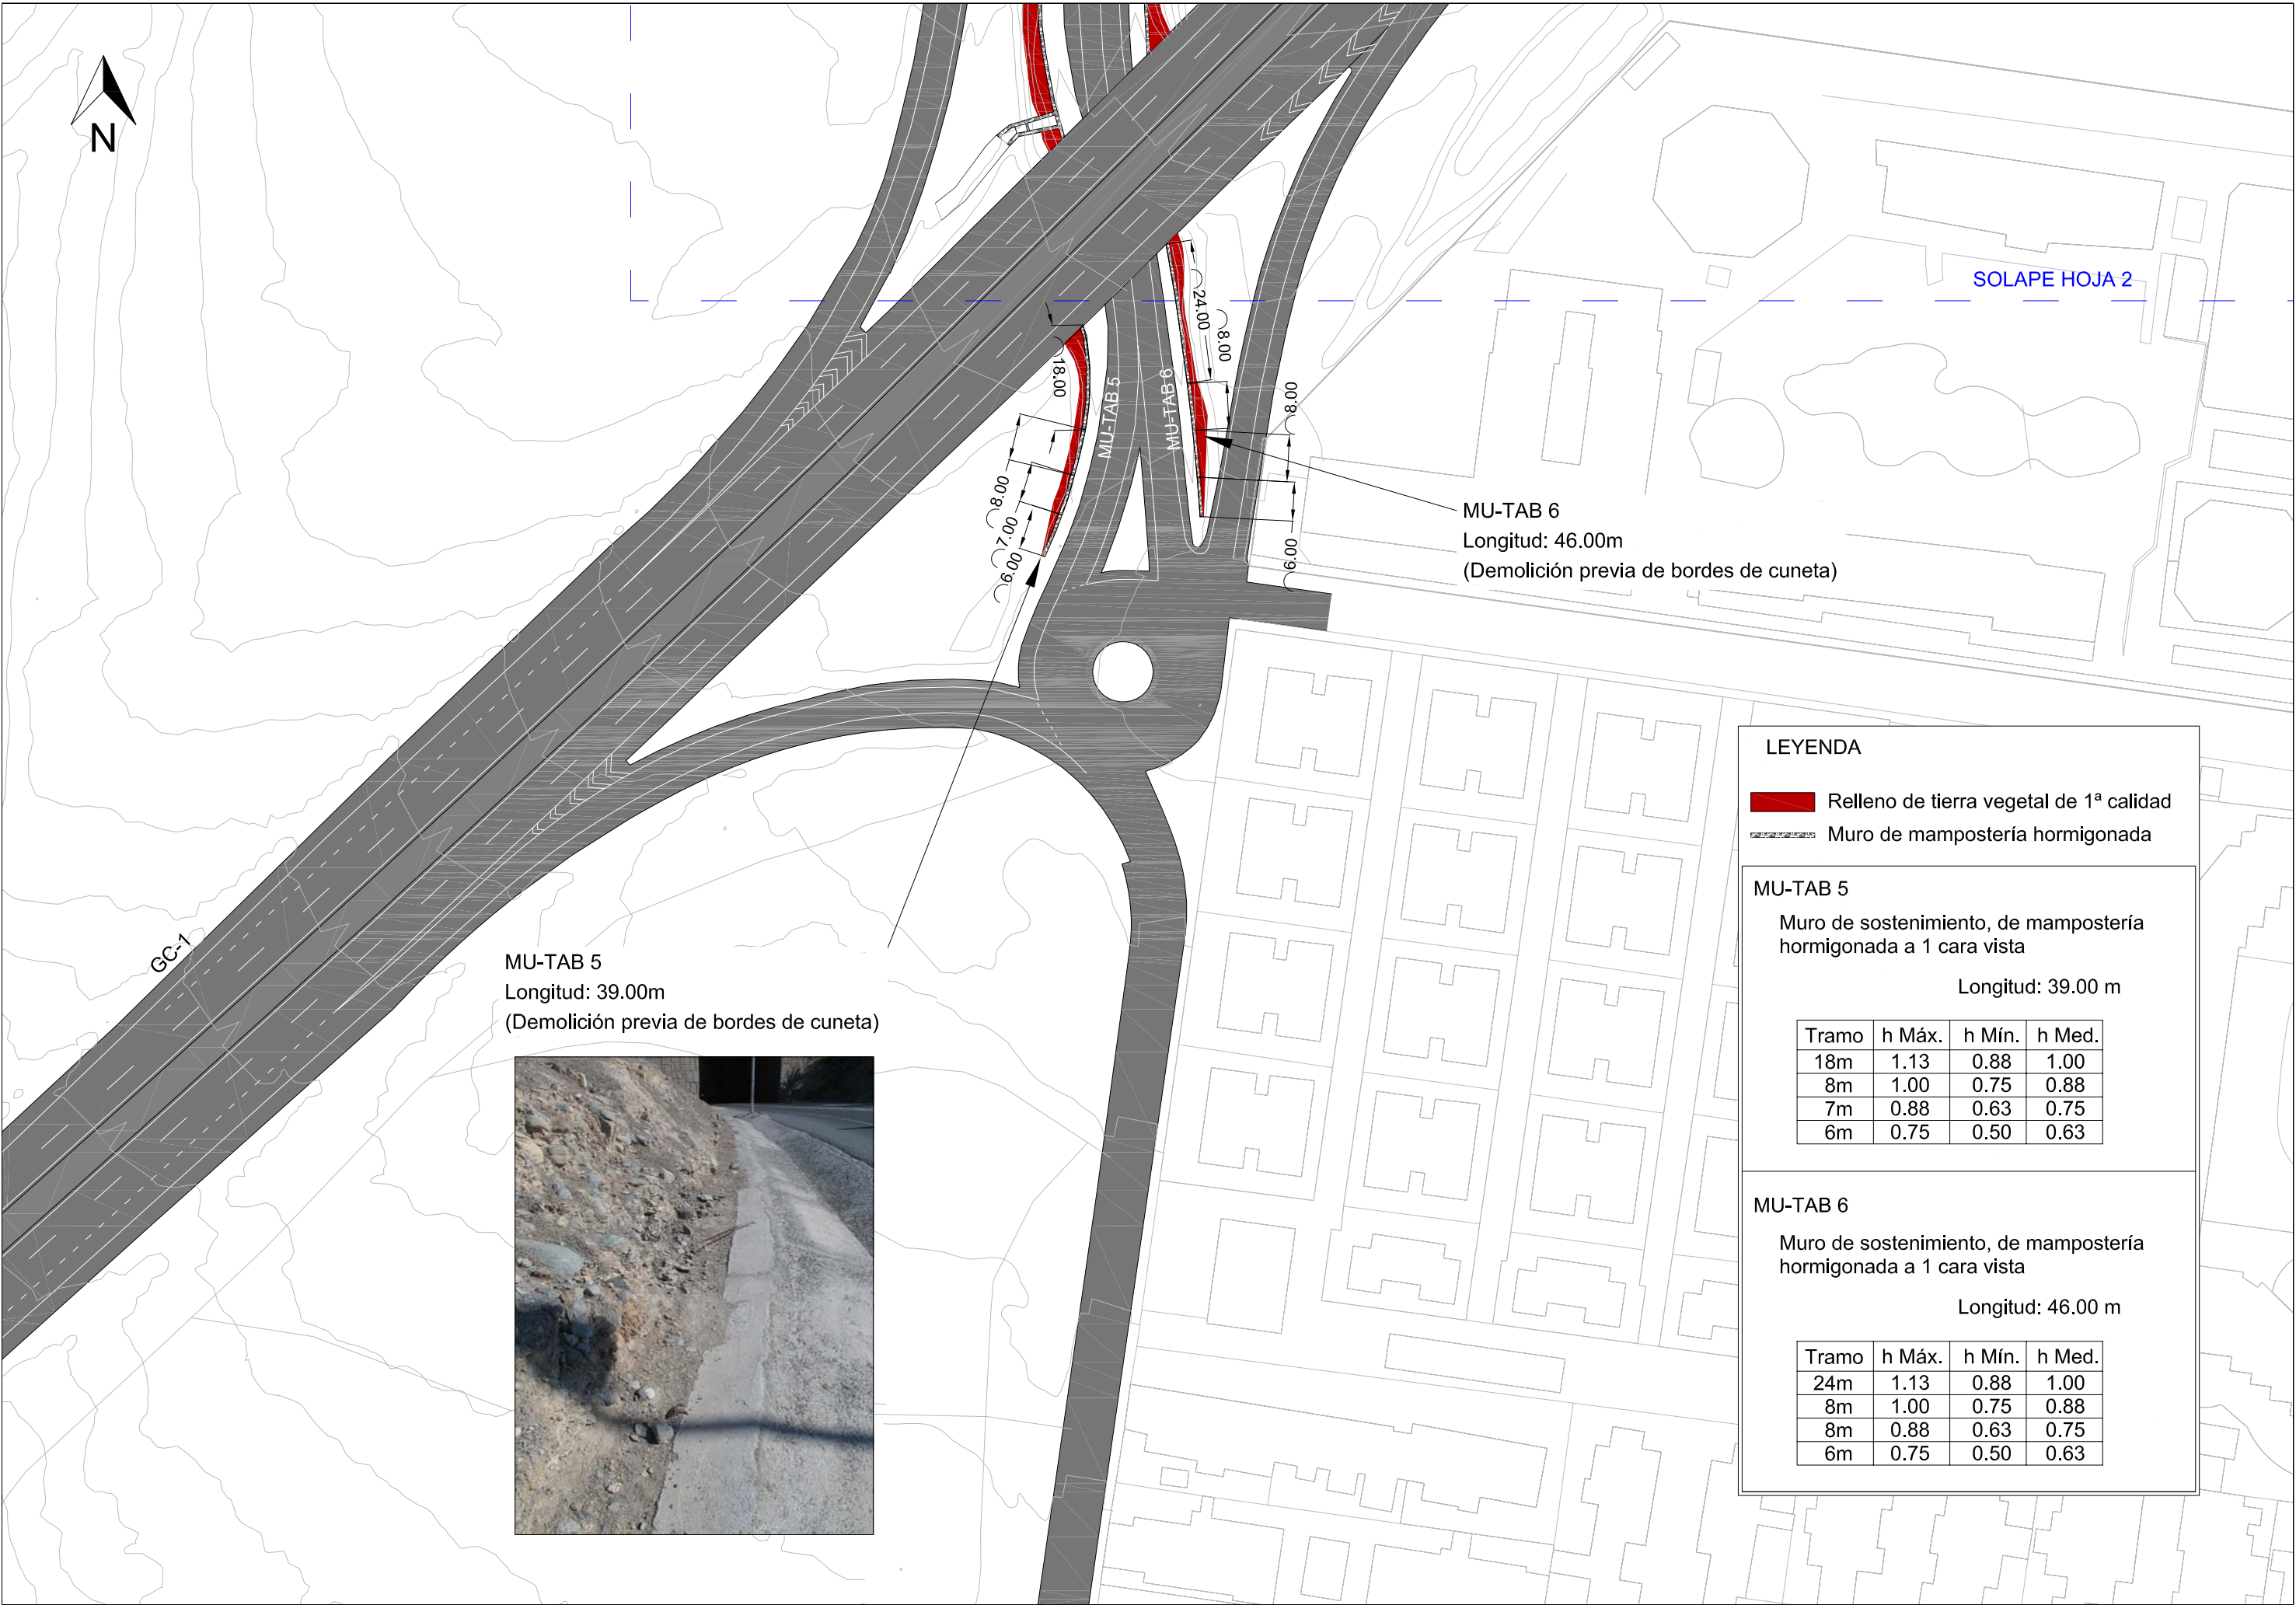 N
SOLAPE HOJA 2
24.00
8.00
18.00
MU-TAB 5
MU-TAB 6
8.00
8.00
7.00
6.00
6.00
MU-TAB 6
Longitud: 46.00m
(Demolición previa de bordes de cuneta)
GC-1
MU-TAB 5
Longitud: 39.00m
(Demolición previa de bordes de cuneta)
LEYENDA
Relleno de tierra vegetal de 1ª calidad
Muro de mampostería hormigonada
MU-TAB 5
Muro de sostenimiento, de mampostería
hormigonada a 1 cara vista
Longitud: 39.00 m
Tramo h Máx. h Mín. h Med.
18m 1.13 0.88 1.00
8m 1.00 0.75 0.88
7m 0.88 0.63 0.75
6m 0.75 0.50 0.63
MU-TAB 6
Muro de sostenimiento, de mampostería
hormigonada a 1 cara vista
Longitud: 46.00 m
Tramo h Máx. h Mín. h Med.
24m 1.13 0.88 1.00
8m 1.00 0.75 0.88
8m 0.88 0.63 0.75
6m 0.75 0.50 0.63